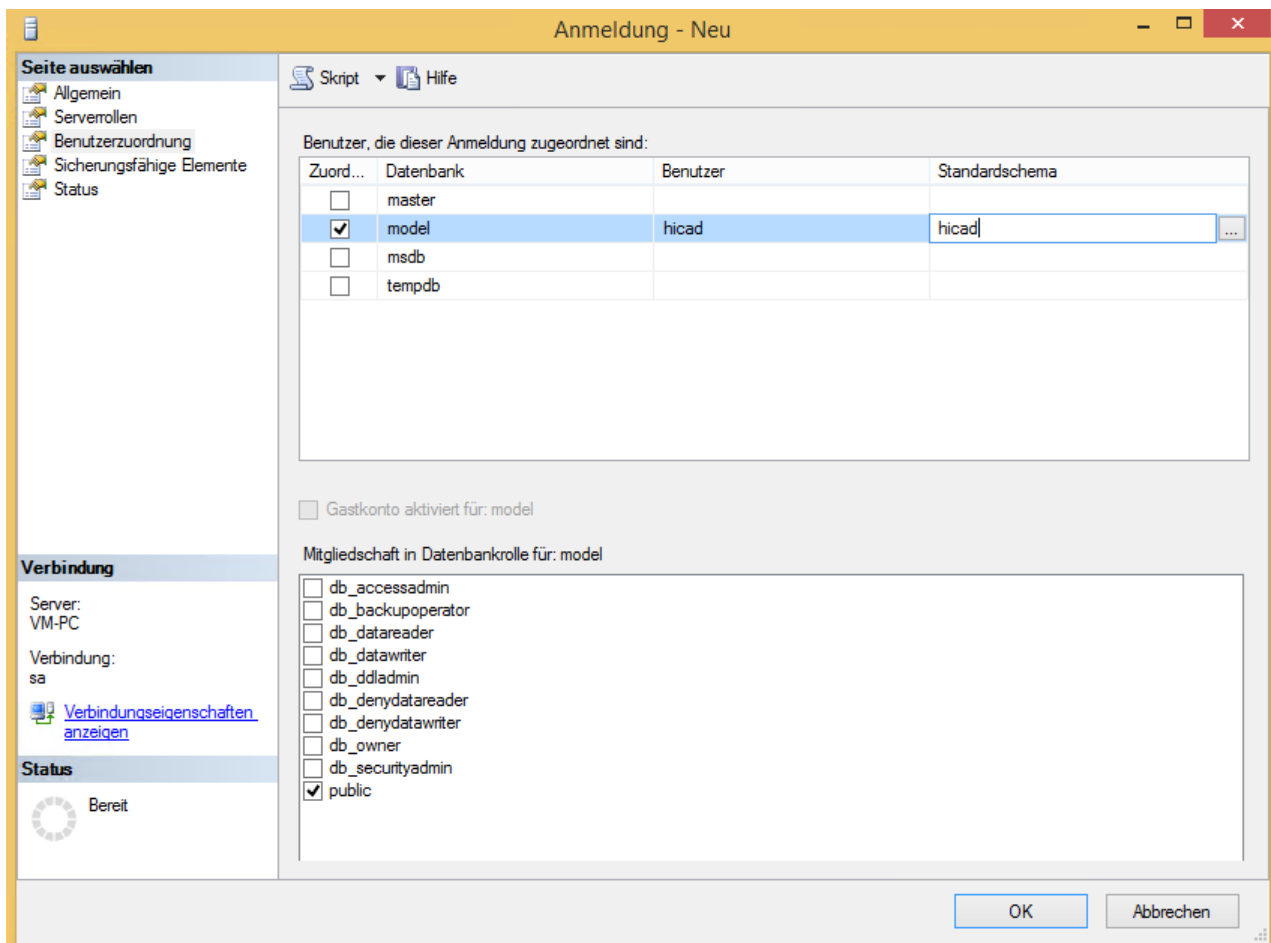 Anmeldung - Neu
Seite auswählen
Allgemein
Serverrollen
Benutzerzuordnung
Sicherungsfähige Elemente
Status
Skript
Hilfe
Benutzer, die dieser Anmeldung zugeordnet sind:
Zuord... Datenbank Benutzer Standardschema
master
model hicad hicad ...
msdb
tempdb
Gastkonto aktiviert für: model
Mitgliedschaft in Datenbankrolle für: model
db_accessadmin
db_backupoperator
db_datareader
db_datawriter
db_ddladmin
db_denydatareader
db_denydatawriter
db_owner
db_securityadmin
public
Verbindung
Server:
VM-PC
Verbindung:
sa
Verbindungseigenschaften
anzeigen
Status
Bereit
OK Abbrechen